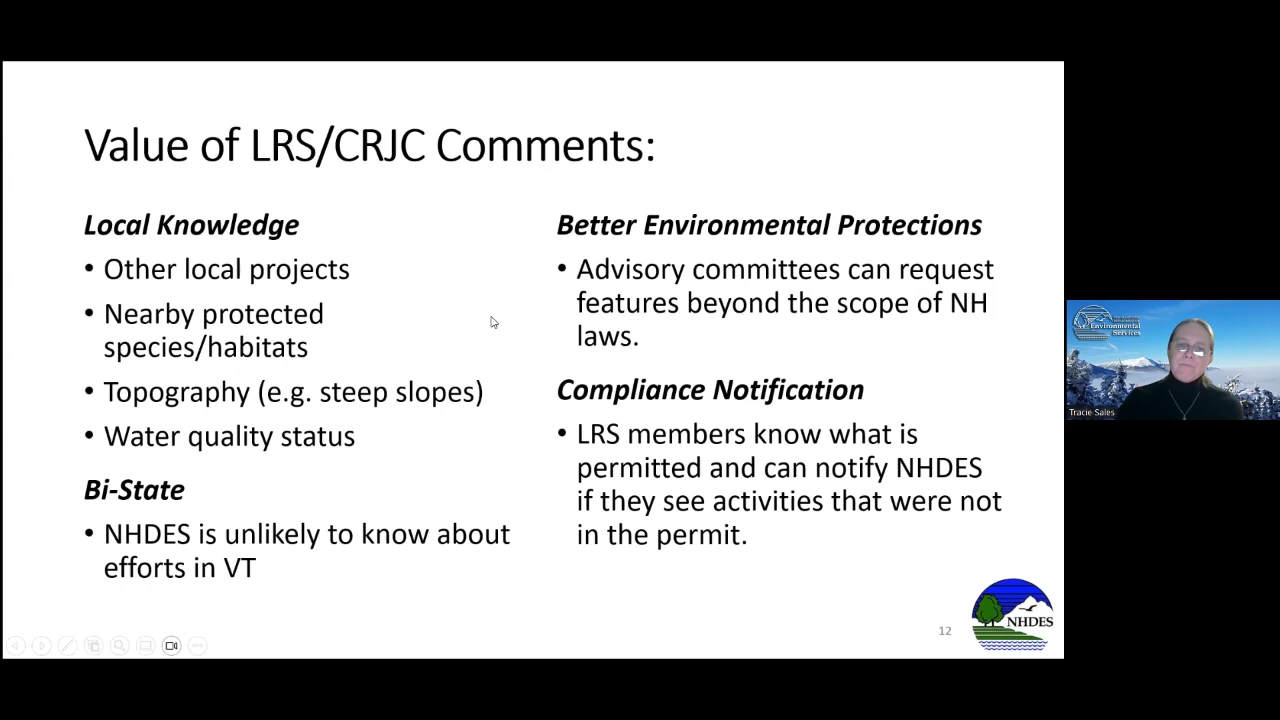 Value of LRS/CRJC Comments:
Local Knowledge
• Other local projects
• Nearby protected
species/habitats
• Topography (e.g. steep slopes)
• Water quality status
Bi-State
• NHDES is unlikely to know about
efforts in VT
Better Environmental Protections
• Advisory committees can request
features beyond the scope of NH
laws.
Compliance Notification
• LRS members know what is
permitted and can notify NHDES
if they see activities that were not
in the permit.
12
NHDES
Environmental
Services
Tracie Sales